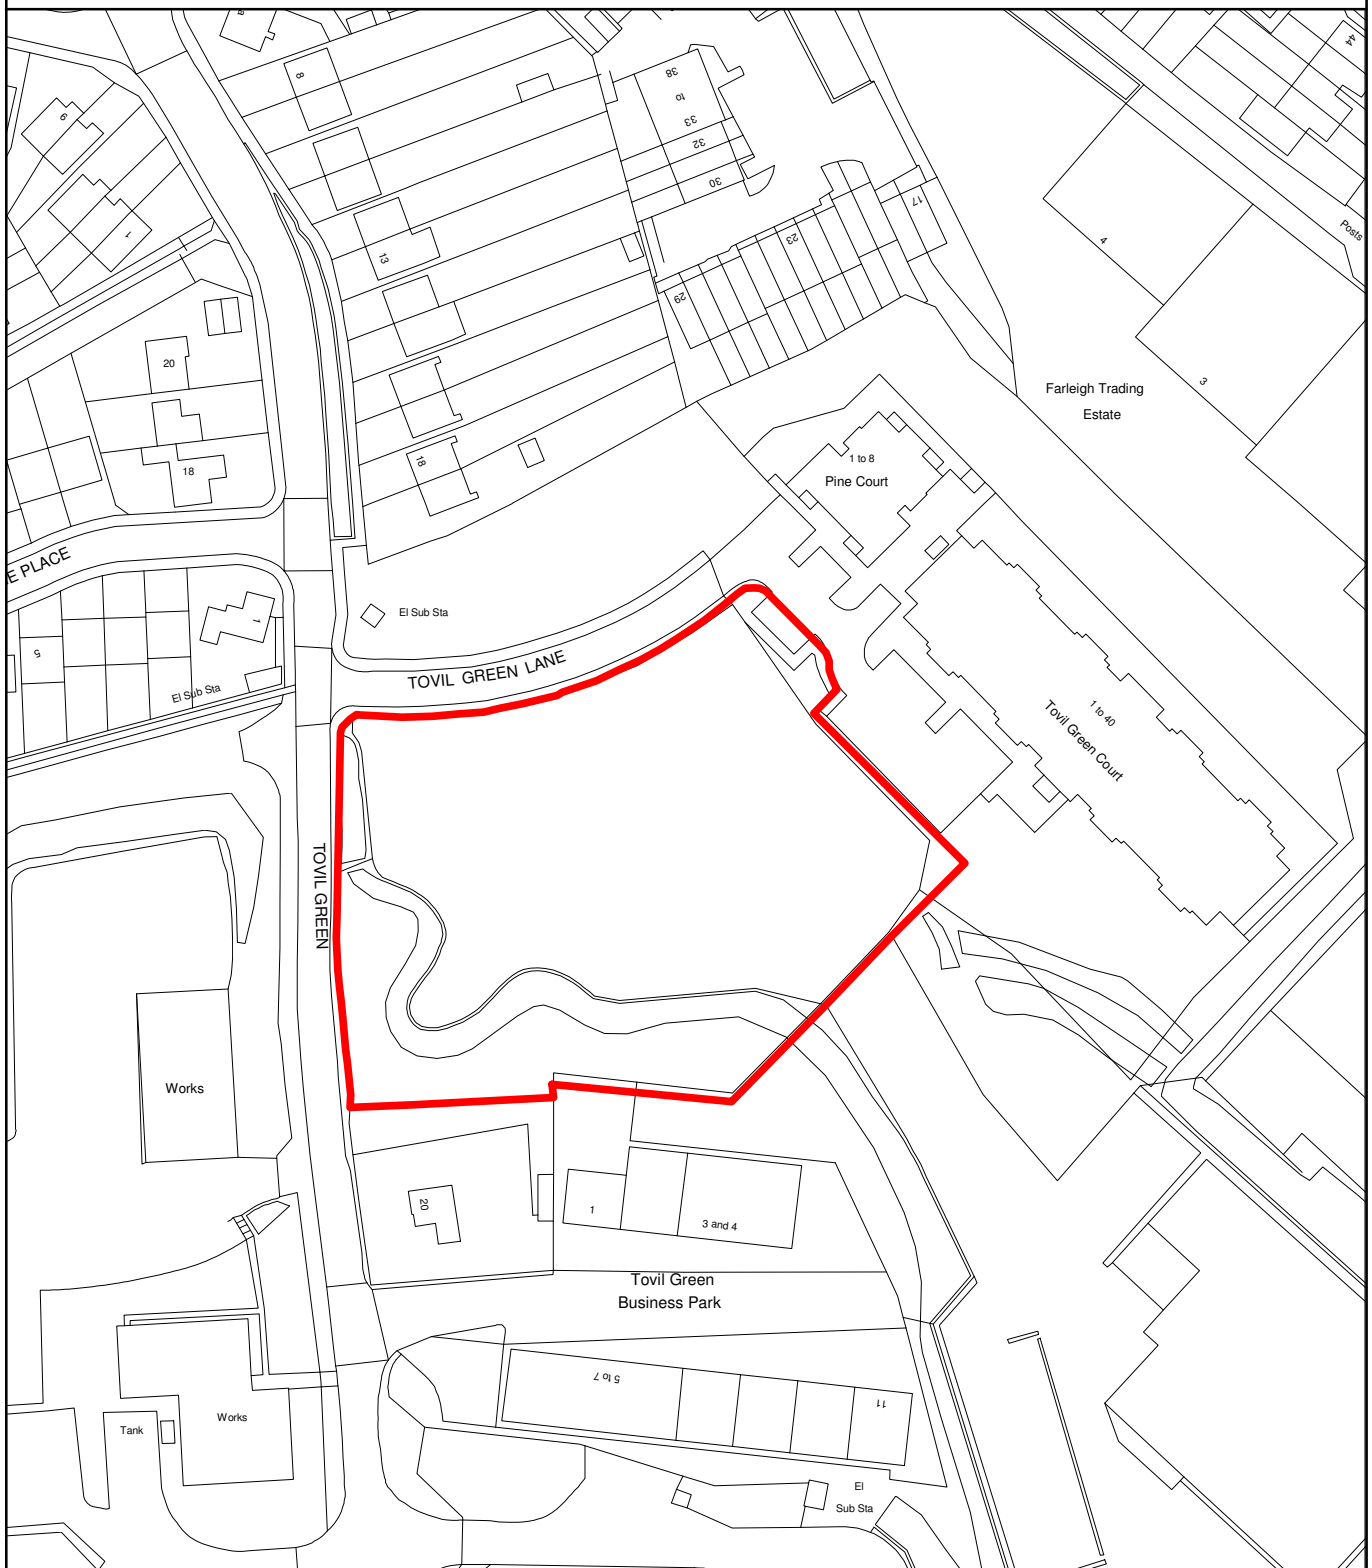 a
8
38
to
33
32
30
44
9
1
13
23
17
29
4
Posts
20
3
Farleigh Trading
Estate
18
18
1 to 8
Pine Court
E PLACE
El Sub Sta
1
5
El Sub Sta
TOVIL GREEN LANE
1 to 40
Tovil Green Court
TOVIL GREEN
Works
20
1
3 and 4
Tovil Green
Business Park
5 to 7
11
Works
Tank
El
Sub Sta